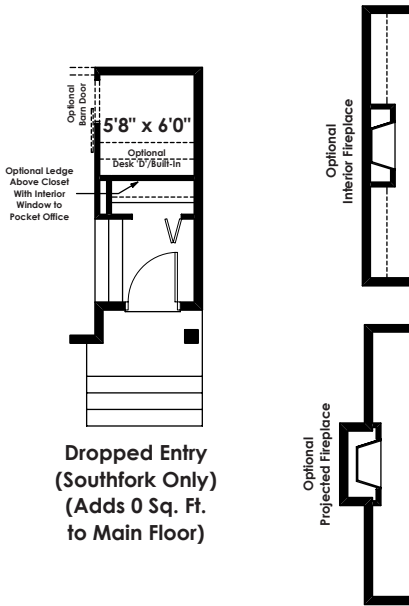 Optional
Barn Door
5'8" x 6'0"
Optional
Desk 'D'/Built-In
Optional Ledge
Above Closet
With Interior
Window to
Pocket Office
Dropped Entry
(Southfork Only)
(Adds 0 Sq. Ft.
to Main Floor)
Optional
Interior Fireplace
Optional
Projected Fireplace